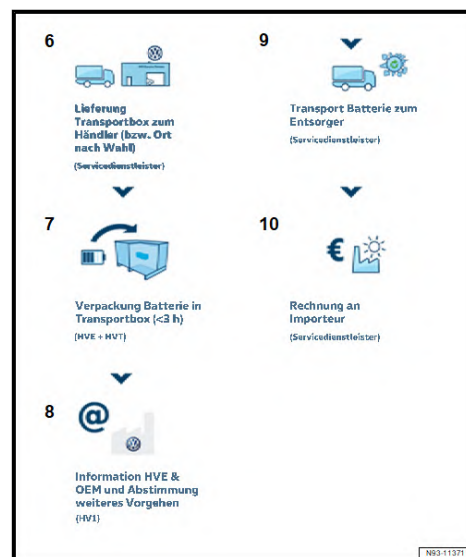 6
Lieferung
Transportbox zum
Händler (bzw. Ort
nach Wahl)
(Servicedienstleister)
7
Verpackung Batterie in
Transportbox (<3 h)
(HVE + HVT)
8
@
Information HVE &
OEM und Abstimmung
weiteres Vorgehen
(HV1)
9
Transport Batterie zum
Entsorger
(Servicedienstleister)
10
€
Rechnung an
Importeur
(Servicedienstleister)
N93-11371